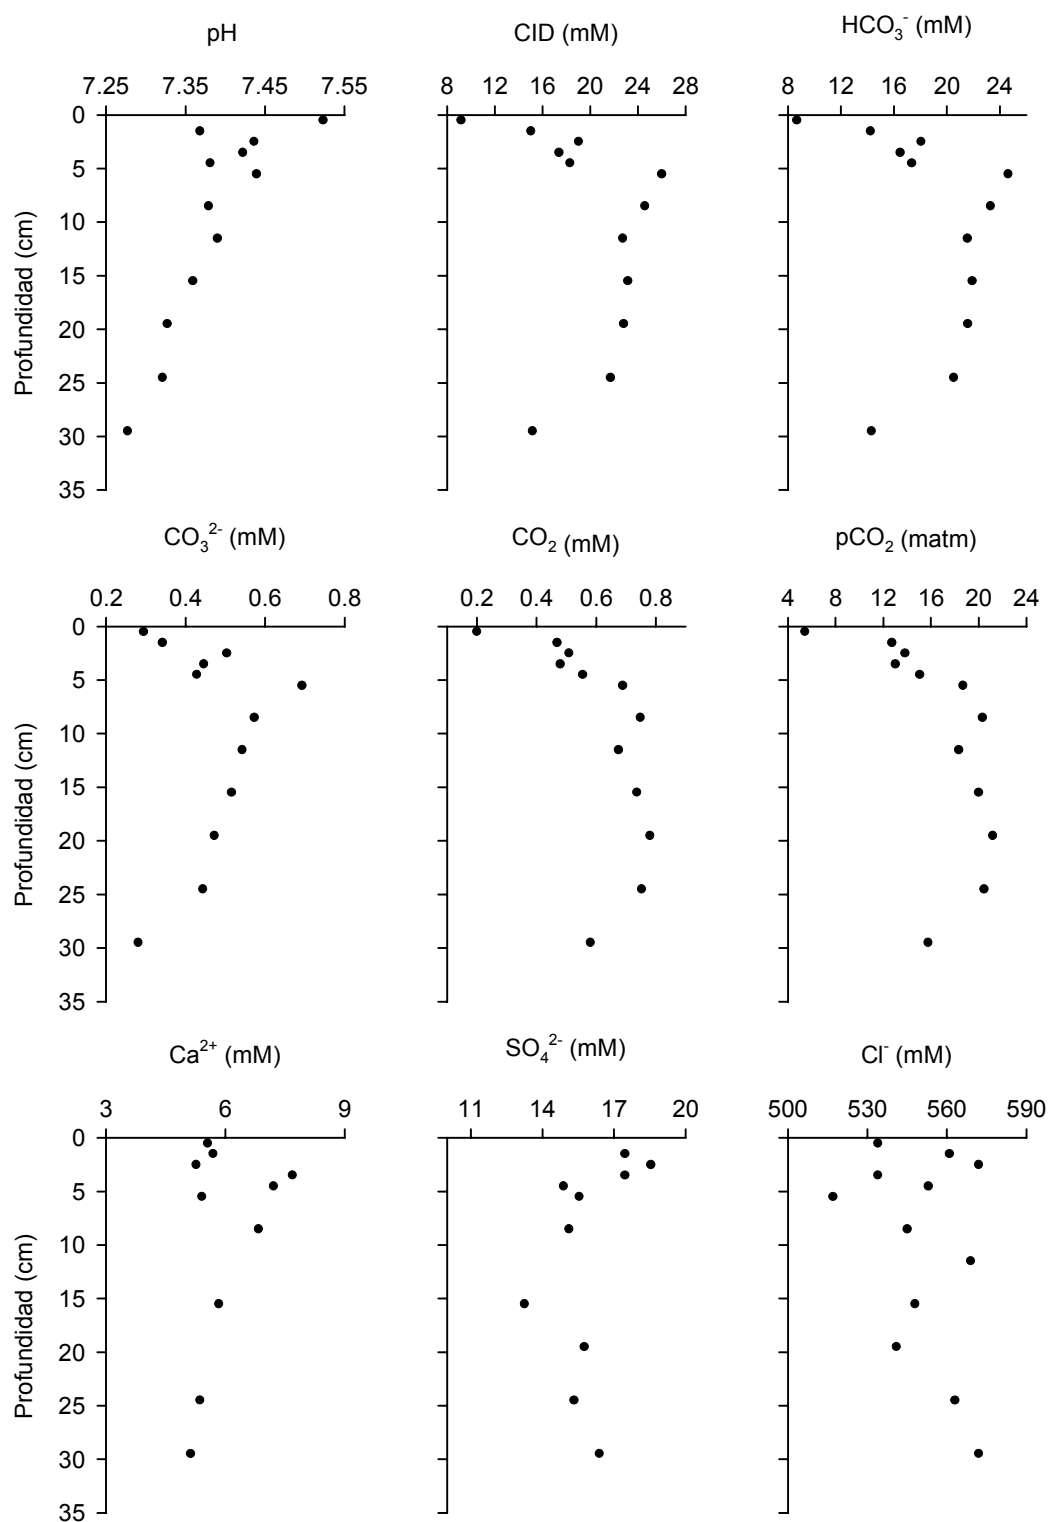 pH
7.25 7.35 7.45 7.55
CID (mM)
8 12 16 20 24 28
HCO₃⁻ (mM)
8 12 16 20 24
0
5
10
15
20
25
30
35
Profundidad (cm)
CO₃²⁻ (mM)
0.2 0.4 0.6 0.8
CO₂ (mM)
0.2 0.4 0.6 0.8
pCO₂ (matm)
4 8 12 16 20 24
0
5
10
15
20
25
30
35
Profundidad (cm)
Ca²⁺ (mM)
3 6 9
SO₄²⁻ (mM)
11 14 17 20
Cl⁻ (mM)
500 530 560 590
0
5
10
15
20
25
30
35
Profundidad (cm)